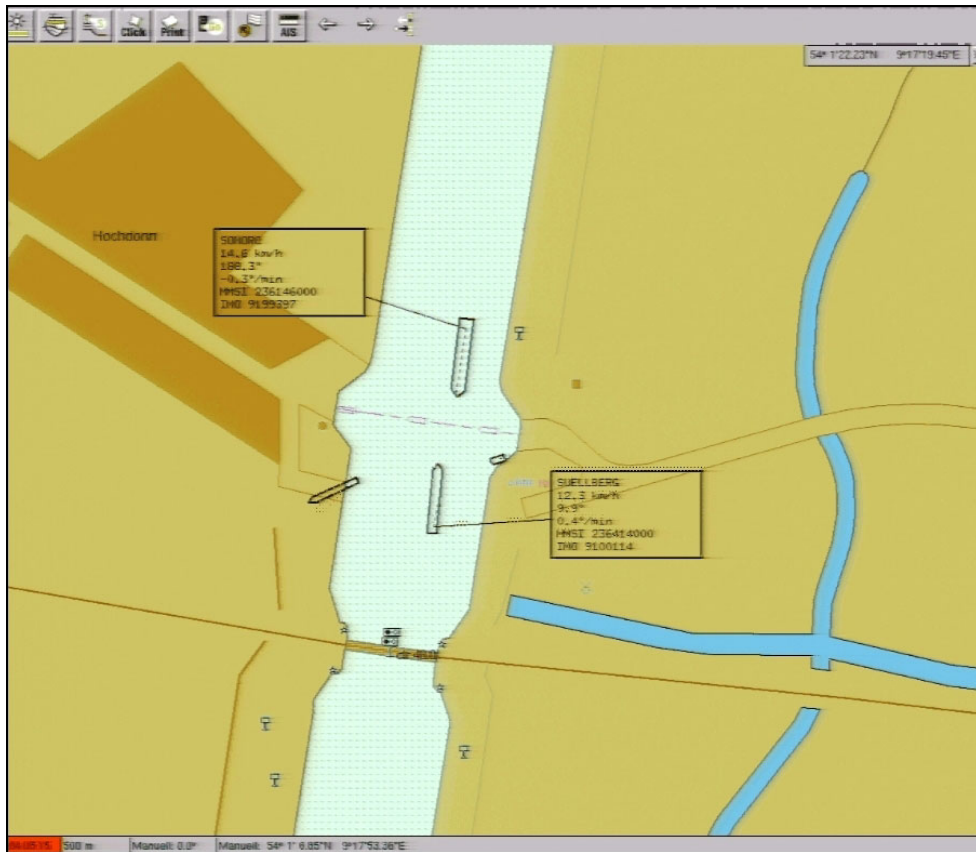 Click Print AIS
54° 1'22.23"N 9°17'19.45"E
Hochdonn
SONORO
14.6 km/h
180.3°
-0.3°/min
MMSI 236146000
IMO 9199397
SUELLBERG
12.3 km/h
9.9°
0.4°/min
MMSI 236414000
IMO 9100114
500 m Manuell: 0.0° Manuell: 54° 1' 6.85"N 9°17'53.36"E